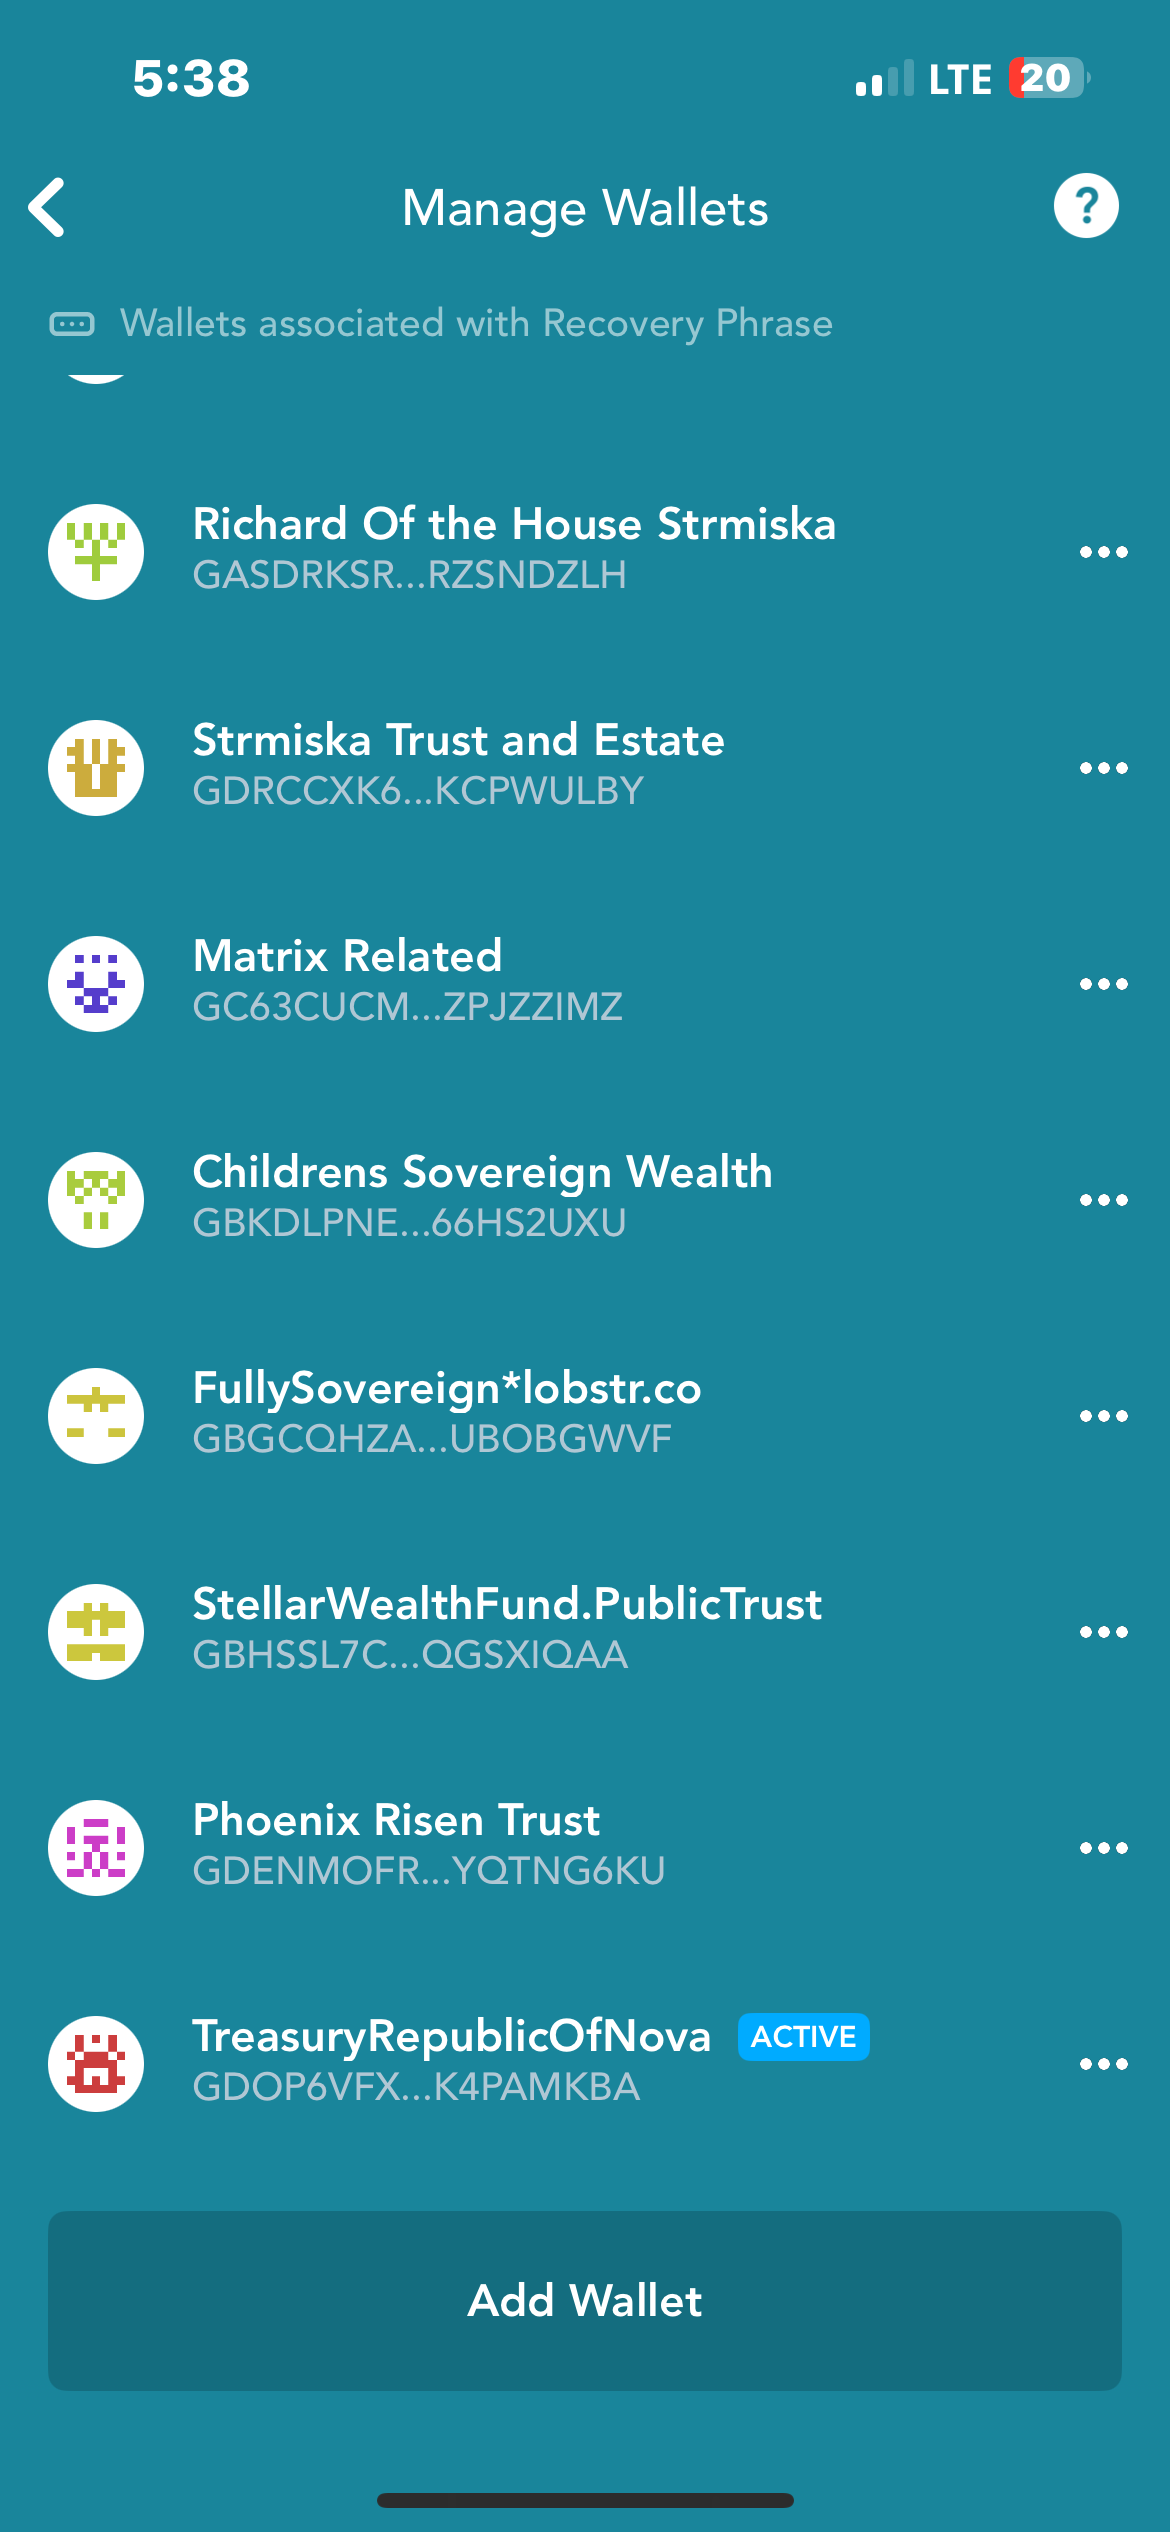 5:38
LTE 20
Manage Wallets
?
Wallets associated with Recovery Phrase
Richard Of the House Strmiska
GASDRKSR...RZSNDZLH
Strmiska Trust and Estate
GDRCCXK6...KCPWULBY
Matrix Related
GC63CUCM...ZPJZZIMZ
Childrens Sovereign Wealth
GBKDLPNE...66HS2UXU
FullySovereign*lobstr.co
GBGCQHZA...UBOBGWVF
StellarWealthFund.PublicTrust
GBHSSL7C...QGSXIQAA
Phoenix Risen Trust
GDENMOFR...YQTNG6KU
TreasuryRepublicOfNova ACTIVE
GDOP6VFX...K4PAMKBA
Add Wallet